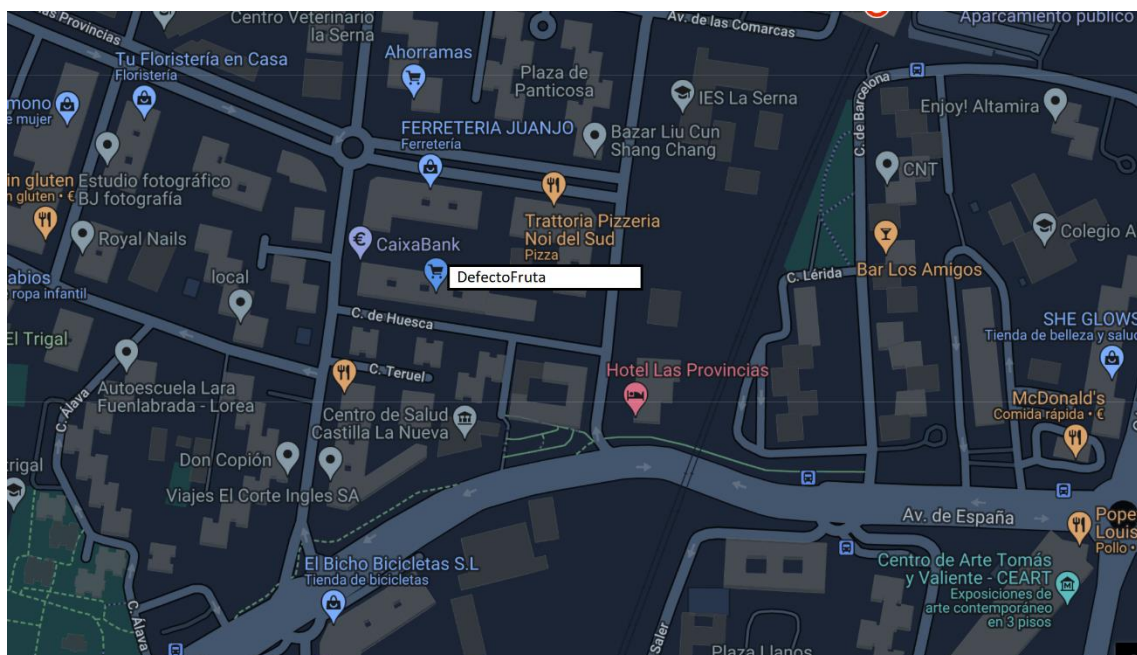 las Provincias
Centro Veterinario
la Serna
Av. de las Comarcas
Aparcamiento público
Tu Floristería en Casa
Floristería
Ahorramas
Plaza de
Panticosa
IES La Serna
C. de Barcelona
Enjoy! Altamira
mono
e mujer
FERRETERIA JUANJO
Ferretería
Bazar Liu Cun
Shang Chang
CNT
in gluten
n gluten • €
Estudio fotográfico
BJ fotografía
Trattoria Pizzeria
Noi del Sud
Pizza
Royal Nails
CaixaBank
Colegio A
abios
ropa infantil
local
DefectoFruta
C. Lérida
Bar Los Amigos
C. de Huesca
SHE GLOWS
Tienda de belleza y salud
El Trigal
C. Teruel
Hotel Las Provincias
Autoescuela Lara
Fuenlabrada - Lorea
C. Álava
McDonald's
Comida rápida • €
Centro de Salud
Castilla La Nueva
trigal
Don Copión
Viajes El Corte Ingles SA
Av. de España
Pope
Louis
Pollo •
El Bicho Bicicletas S.L
Tienda de bicicletas
Centro de Arte Tomás
y Valiente - CEART
Exposiciones de
arte contemporáneo
en 3 pisos
C. Álava
Saler
Plaza Llanos